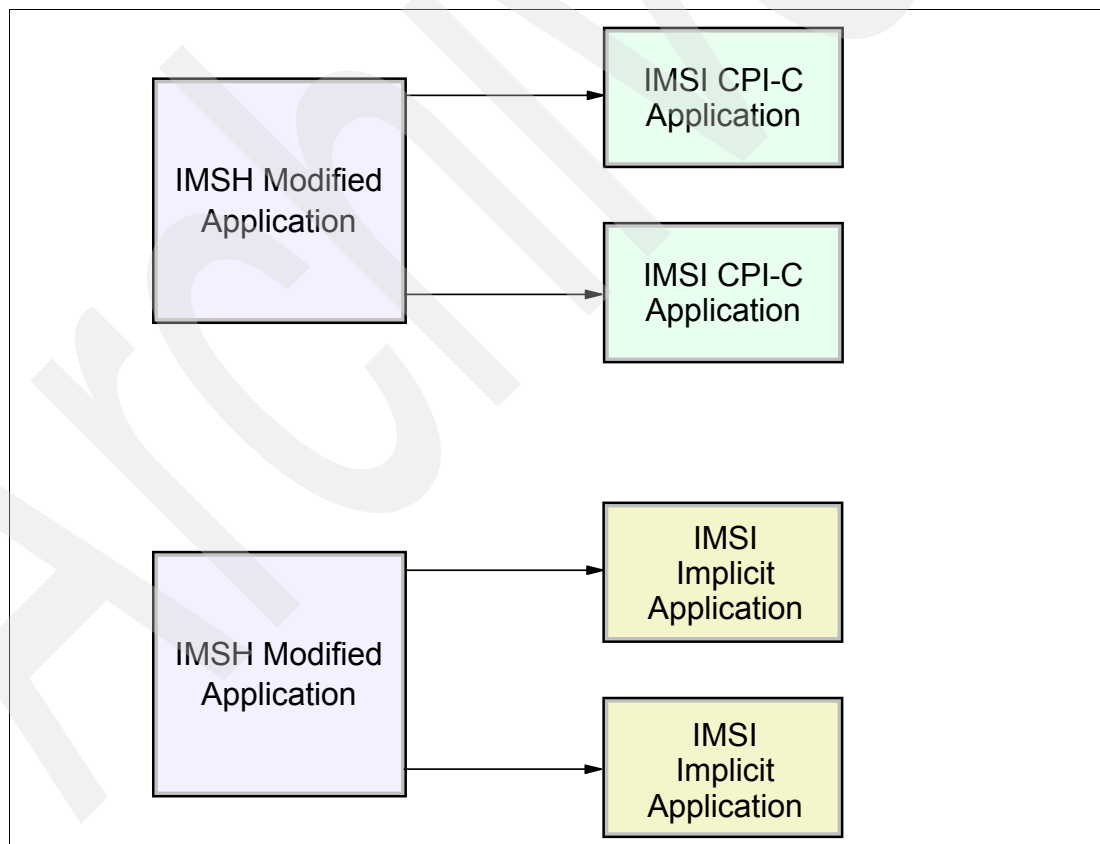 IMSH Modified
Application
IMSI CPI-C
Application
IMSI CPI-C
Application
IMSH Modified
Application
IMSI
Implicit
Application
IMSI
Implicit
Application